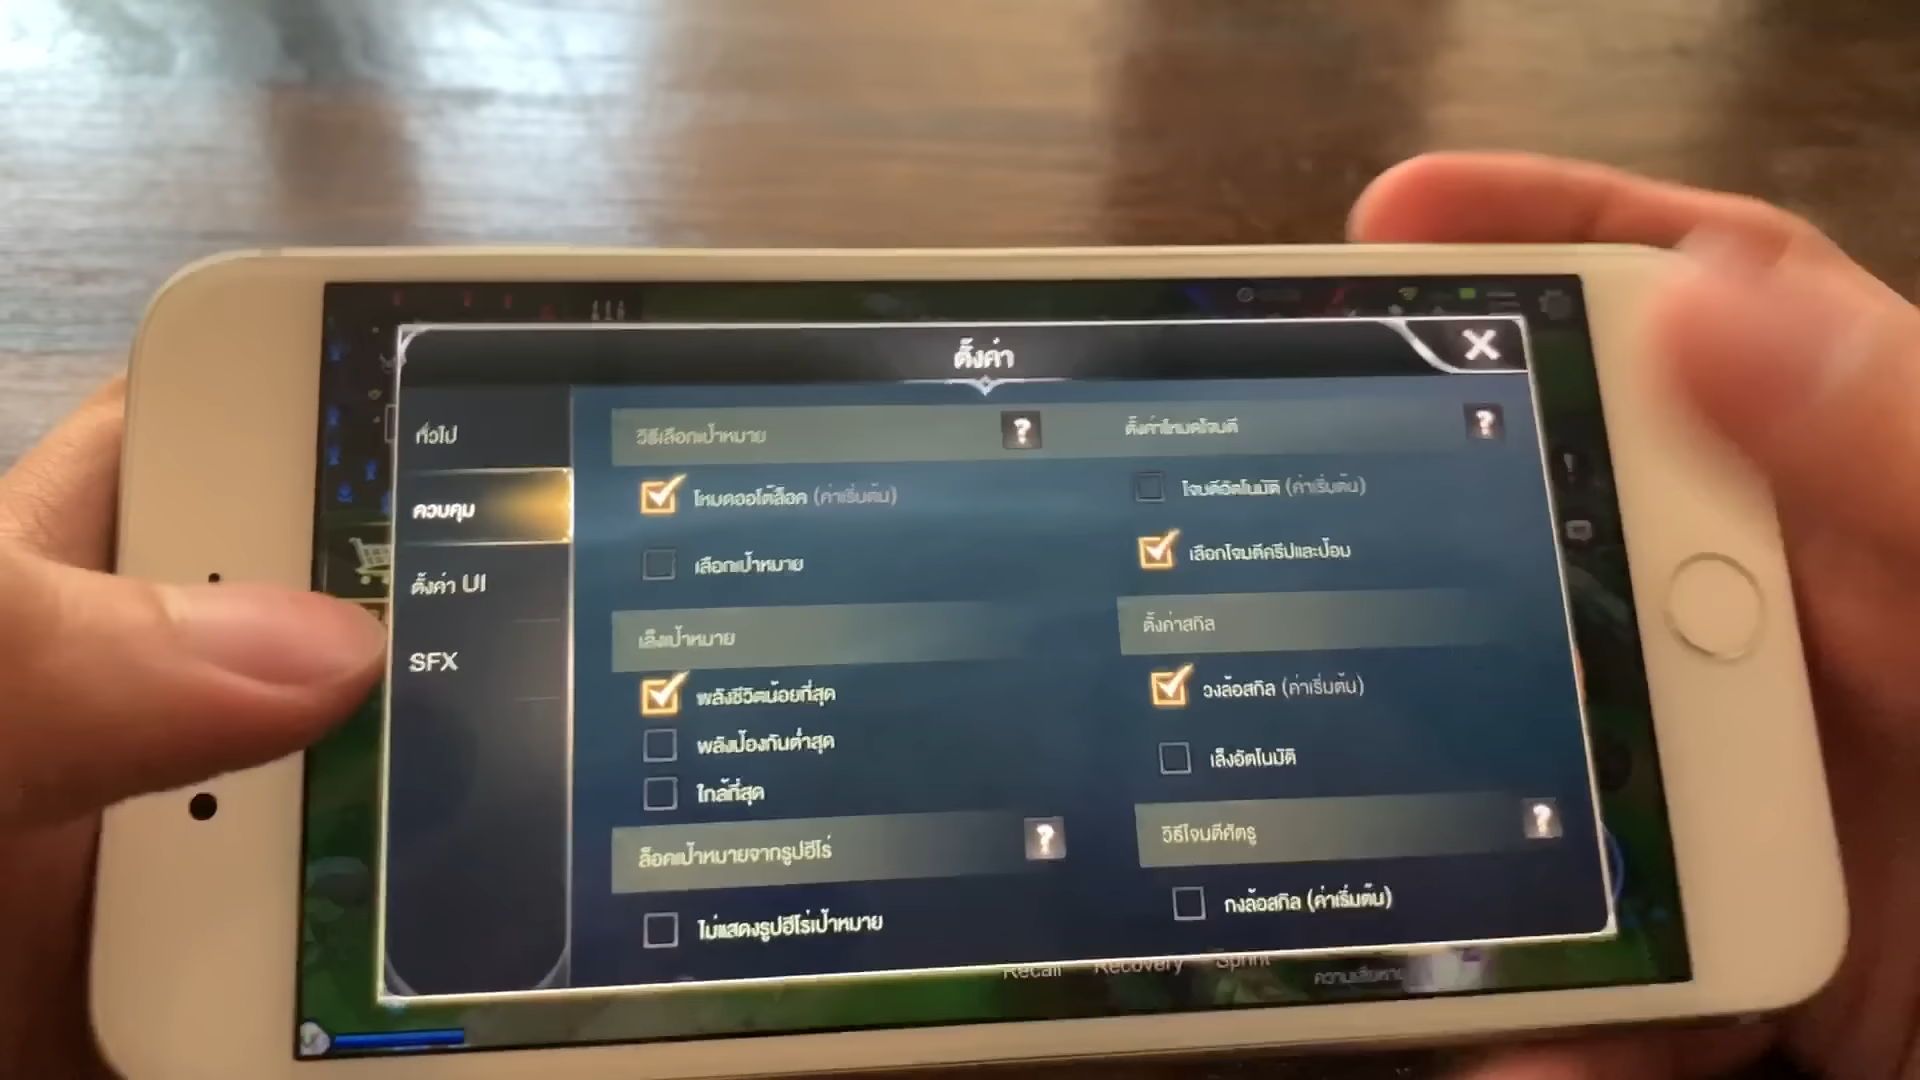 ตั้งค่า
ทั่วไป
ควบคุม
ตั้งค่า UI
SFX
วิธีเลือกเป้าหมาย
โหมดออโต้ล็อค (ค่าเริ่มต้น)
เลือกเป้าหมาย
เล็งเป้าหมาย
พลังชีวิตน้อยที่สุด
พลังป้องกันต่ำสุด
ใกล้ที่สุด
ล็อคเป้าหมายจากรูปฮีโร่
ไม่แสดงรูปฮีโร่เป้าหมาย
ตั้งค่าโหมดโจมตี
โจมตีอัตโนมัติ (ค่าเริ่มต้น)
เลือกโจมตีครีปและป้อม
ตั้งค่าสกิล
วงล้อสกิล (ค่าเริ่มต้น)
เล็งอัตโนมัติ
วิธีโจมตีศัตรู
กงล้อสกิล (ค่าเริ่มต้น)
Recall Recovery Sprint